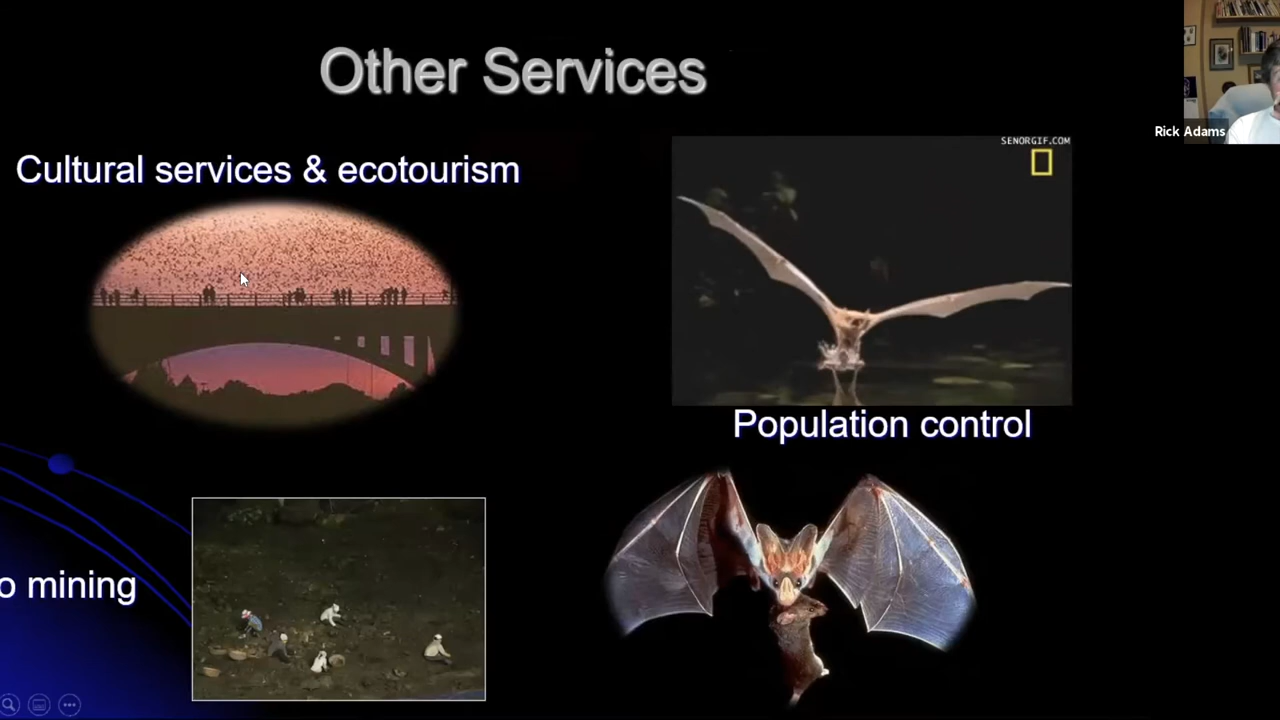 Other Services
Cultural services & ecotourism
SENORGIF.COM
Rick Adams
Population control
o mining